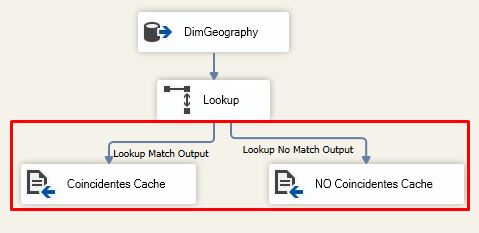 DimGeography
Lookup
Lookup Match Output
Lookup No Match Output
Coincidentes Cache
NO Coincidentes Cache